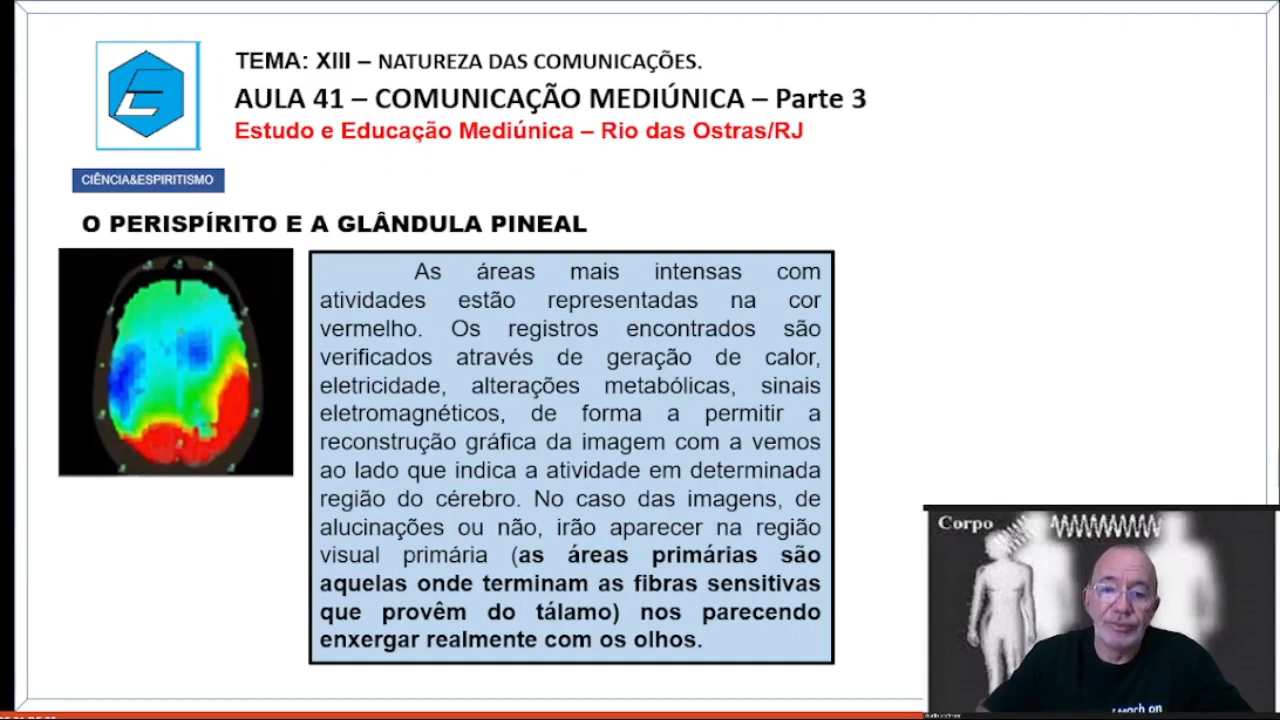 TEMA: XIII – NATUREZA DAS COMUNICAÇÕES.
AULA 41 – COMUNICAÇÃO MEDIÚNICA – Parte 3
Estudo e Educação Mediúnica – Rio das Ostras/RJ
CIÊNCIA&ESPIRITISMO
O PERISPÍRITO E A GLÂNDULA PINEAL
As áreas mais intensas com
atividades estão representadas na cor
vermelho. Os registros encontrados são
verificados através de geração de calor,
eletricidade, alterações metabólicas, sinais
eletromagnéticos, de forma a permitir a
reconstrução gráfica da imagem com a vemos
ao lado que indica a atividade em determinada
região do cérebro. No caso das imagens, de
alucinações ou não, irão aparecer na região
visual primária (as áreas primárias são
aquelas onde terminam as fibras sensitivas
que provêm do tálamo) nos parecendo
enxergar realmente com os olhos.
Corpo